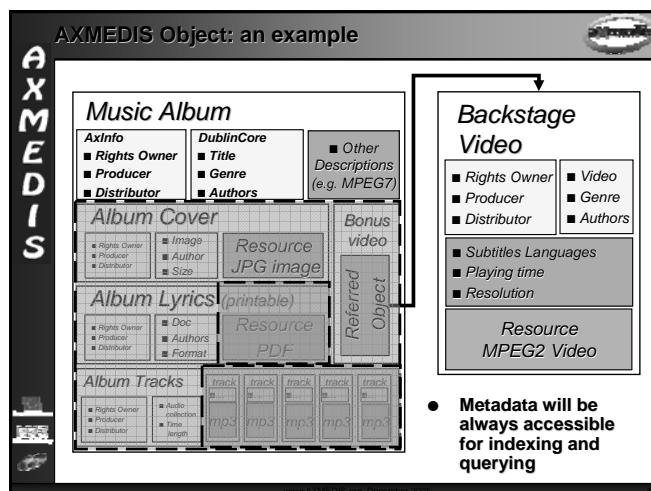 AXMEDIS Object: an example
AXMEDIS
Music Album
AxInfo
■ Rights Owner
■ Producer
■ Distributor
DublinCore
■ Title
■ Genre
■ Authors
■ Other
Descriptions
(e.g. MPEG7)
Album Cover
■ Rights Owner
■ Producer
■ Distributor
■ Image
■ Author
■ Size
Resource
JPG image
Bonus
video
Referred
Object
Album Lyrics (printable)
■ Rights Owner
■ Producer
■ Distributor
■ Doc
■ Authors
■ Format
Resource
PDF
Album Tracks
■ Rights Owner
■ Producer
■ Distributor
■ Audio
collection
■ Time
length
track
mp3
track
mp3
track
mp3
track
mp3
track
mp3
Backstage
Video
■ Rights Owner
■ Producer
■ Distributor
■ Video
■ Genre
■ Authors
■ Subtitles Languages
■ Playing time
■ Resolution
Resource
MPEG2 Video
● Metadata will be
always accessible
for indexing and
querying